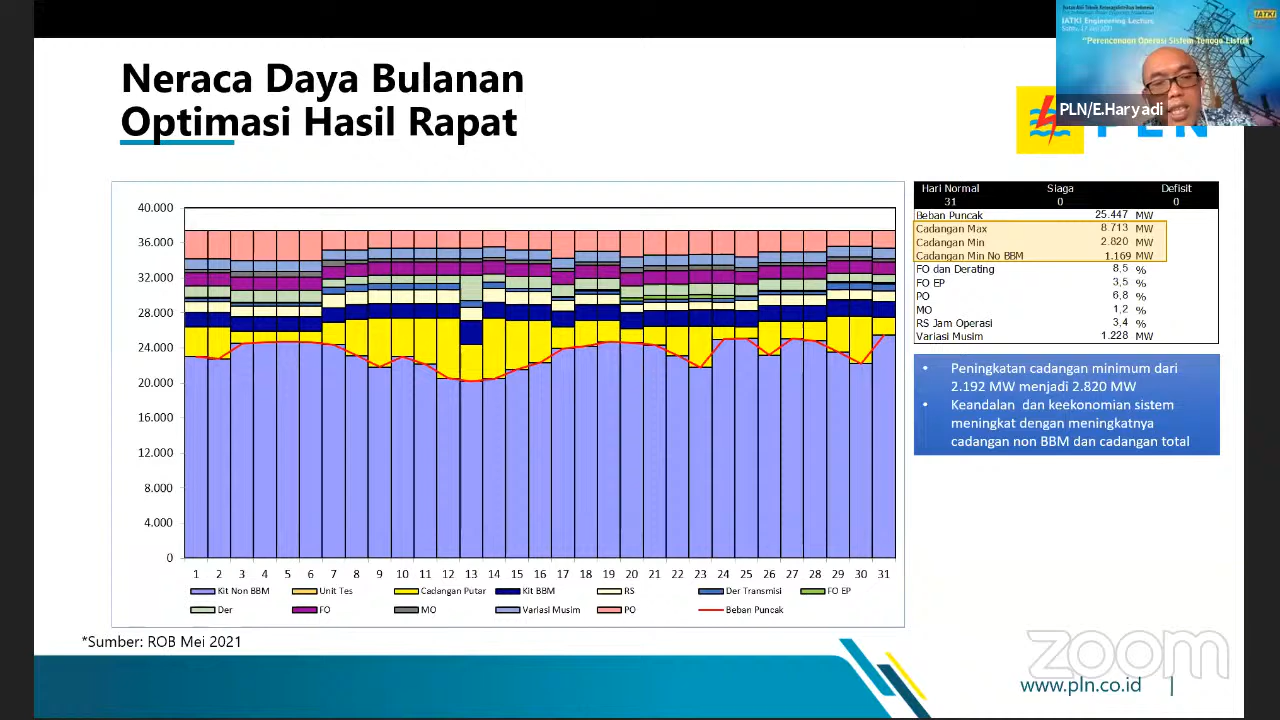 Forum Ahli Teknik Ketenagalistrikan Indonesia
IATKI Engineering Lecture
"Perencanaan Operasi Sistem Tenaga Listrik"
IATKI
PLN/E.Haryadi
Neraca Daya Bulanan
Optimasi Hasil Rapat
40.000
36.000
32.000
28.000
24.000
20.000
16.000
12.000
8.000
4.000
0
1 2 3 4 5 6 7 8 9 10 11 12 13 14 15 16 17 18 19 20 21 22 23 24 25 26 27 28 29 30 31
Kit Non BBM Unit Tes Cadangan Putar Kit BBM RS Der Transmisi FO EP
Der FO MO Variasi Musim PO Beban Puncak
Hari Normal Siaga Defisit
31 0 0
Beban Puncak 25.447 MW
Cadangan Max 8.713 MW
Cadangan Min 2.820 MW
Cadangan Min No BBM 1.169 MW
FO dan Derating 8,5 %
FO EP 3,5 %
PO 6,8 %
MO 1,2 %
RS Jam Operasi 3,4 %
Variasi Musim 1.228 MW
• Peningkatan cadangan minimum dari
2.192 MW menjadi 2.820 MW
• Keandalan dan keekonomian sistem
meningkat dengan meningkatnya
cadangan non BBM dan cadangan total
*Sumber: ROB Mei 2021
zoom
www.pln.co.id |